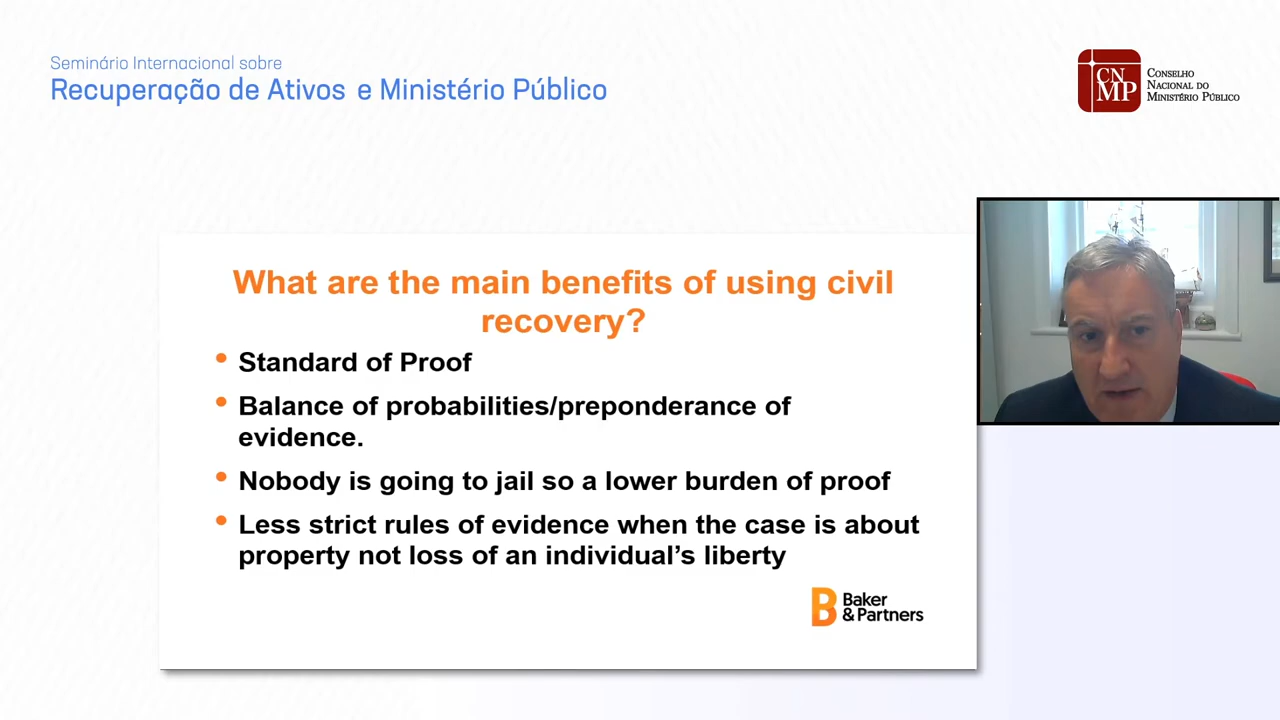 Seminário Internacional sobre
Recuperação de Ativos e Ministério Público
CN
MP
Conselho
Nacional do
Ministério Público
What are the main benefits of using civil
recovery?
• Standard of Proof
• Balance of probabilities/preponderance of
evidence.
• Nobody is going to jail so a lower burden of proof
• Less strict rules of evidence when the case is about
property not loss of an individual’s liberty
B Baker
& Partners